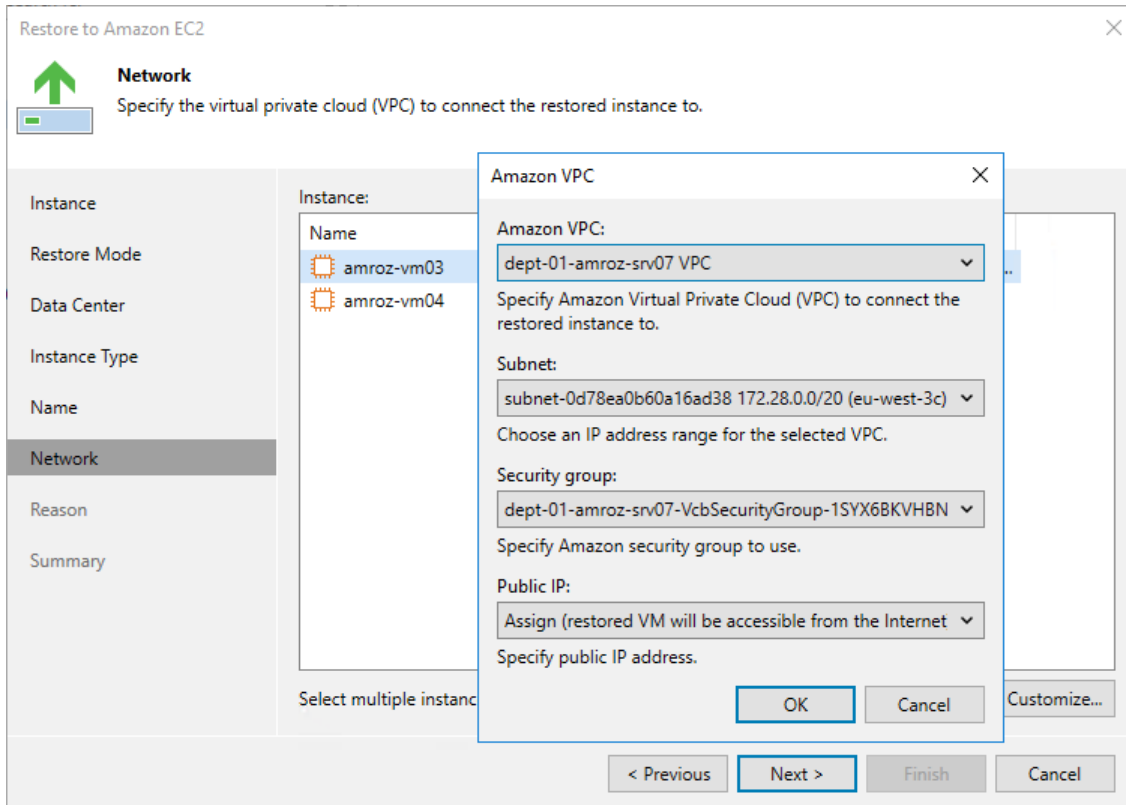 Restore to Amazon EC2
Network
Specify the virtual private cloud (VPC) to connect the restored instance to.
Instance
Restore Mode
Data Center
Instance Type
Name
Network
Reason
Summary
Instance:
Name
amroz-vm03
amroz-vm04
Select multiple instanc
Amazon VPC
Amazon VPC:
dept-01-amroz-srv07 VPC
Specify Amazon Virtual Private Cloud (VPC) to connect the
restored instance to.
Subnet:
subnet-0d78ea0b60a16ad38 172.28.0.0/20 (eu-west-3c)
Choose an IP address range for the selected VPC.
Security group:
dept-01-amroz-srv07-VcbSecurityGroup-1SYX6BKVHBN
Specify Amazon security group to use.
Public IP:
Assign (restored VM will be accessible from the Internet
Specify public IP address.
OK
Cancel
...
Customize...
< Previous
Next >
Finish
Cancel